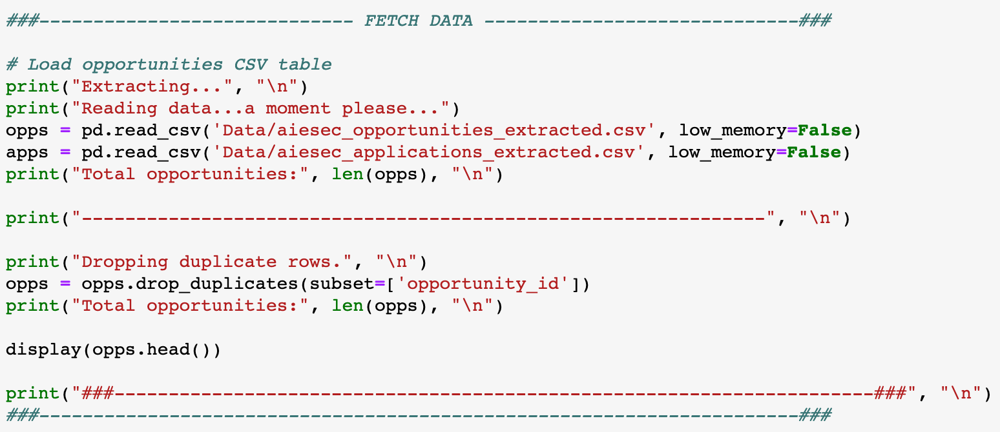 ###----------------------------- FETCH DATA -----------------------------###
# Load opportunities CSV table
print("Extracting...", "\n")
print("Reading data...a moment please...")
opps = pd.read_csv('Data/aiesec_opportunities_extracted.csv', low_memory=False)
apps = pd.read_csv('Data/aiesec_applications_extracted.csv', low_memory=False)
print("Total opportunities:", len(opps), "\n")
print("---------------------------------------------------------------", "\n")
print("Dropping duplicate rows.", "\n")
opps = opps.drop_duplicates(subset=['opportunity_id'])
print("Total opportunities:", len(opps), "\n")
display(opps.head())
print("###----------------------------------------------------------------------###", "\n")
###----------------------------------------------------------------------###